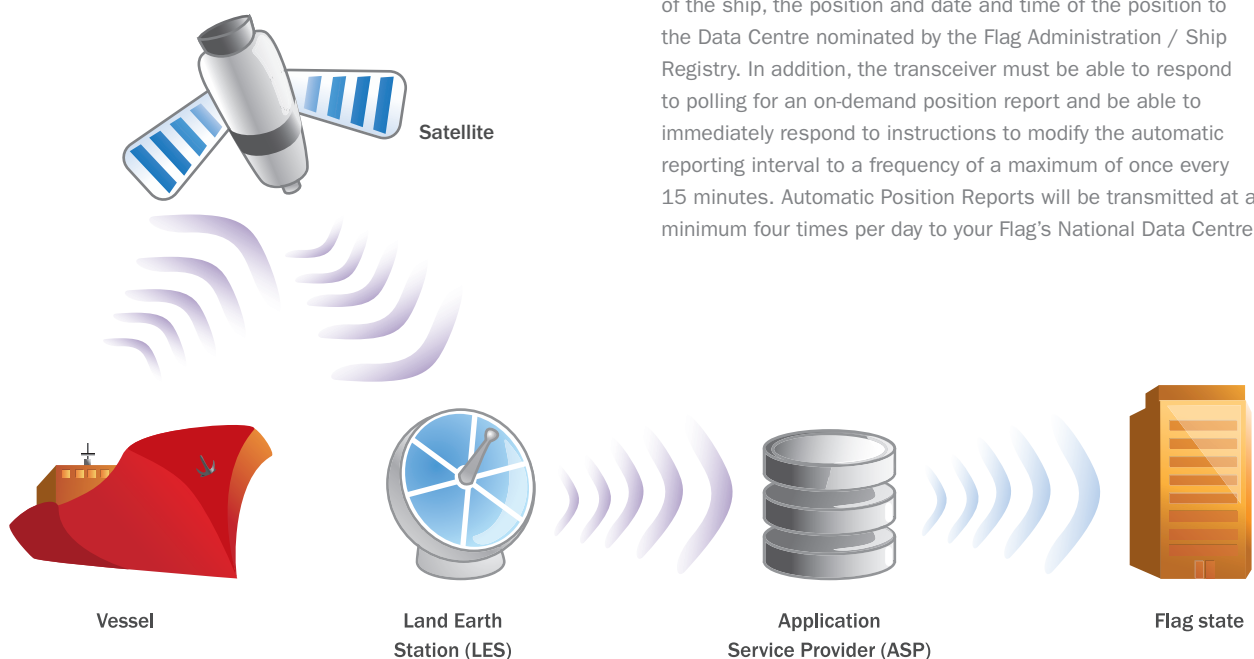 of the ship, the position and date and time of the position to
the Data Centre nominated by the Flag Administration / Ship
Registry. In addition, the transceiver must be able to respond
to polling for an on-demand position report and be able to
immediately respond to instructions to modify the automatic
reporting interval to a frequency of a maximum of once every
15 minutes. Automatic Position Reports will be transmitted at a
minimum four times per day to your Flag's National Data Centre
Satellite
Vessel
Land Earth
Station (LES)
Application
Service Provider (ASP)
Flag state